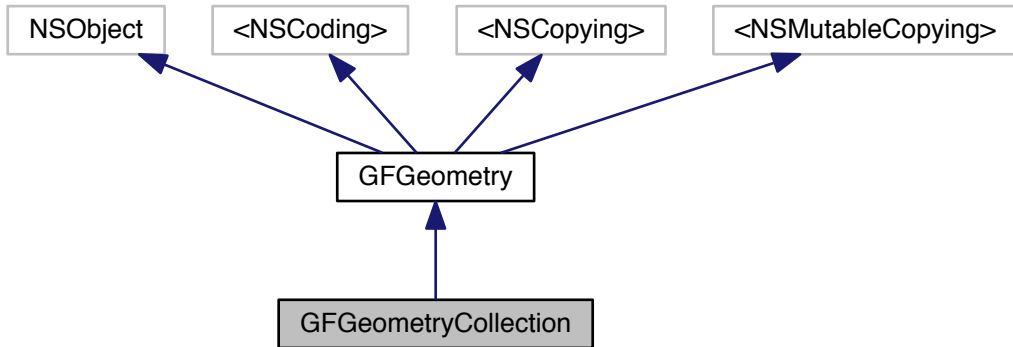 NSObject
<NSCoding>
<NSCopying>
<NSMutableCopying>
GFGeometry
GFGeometryCollection